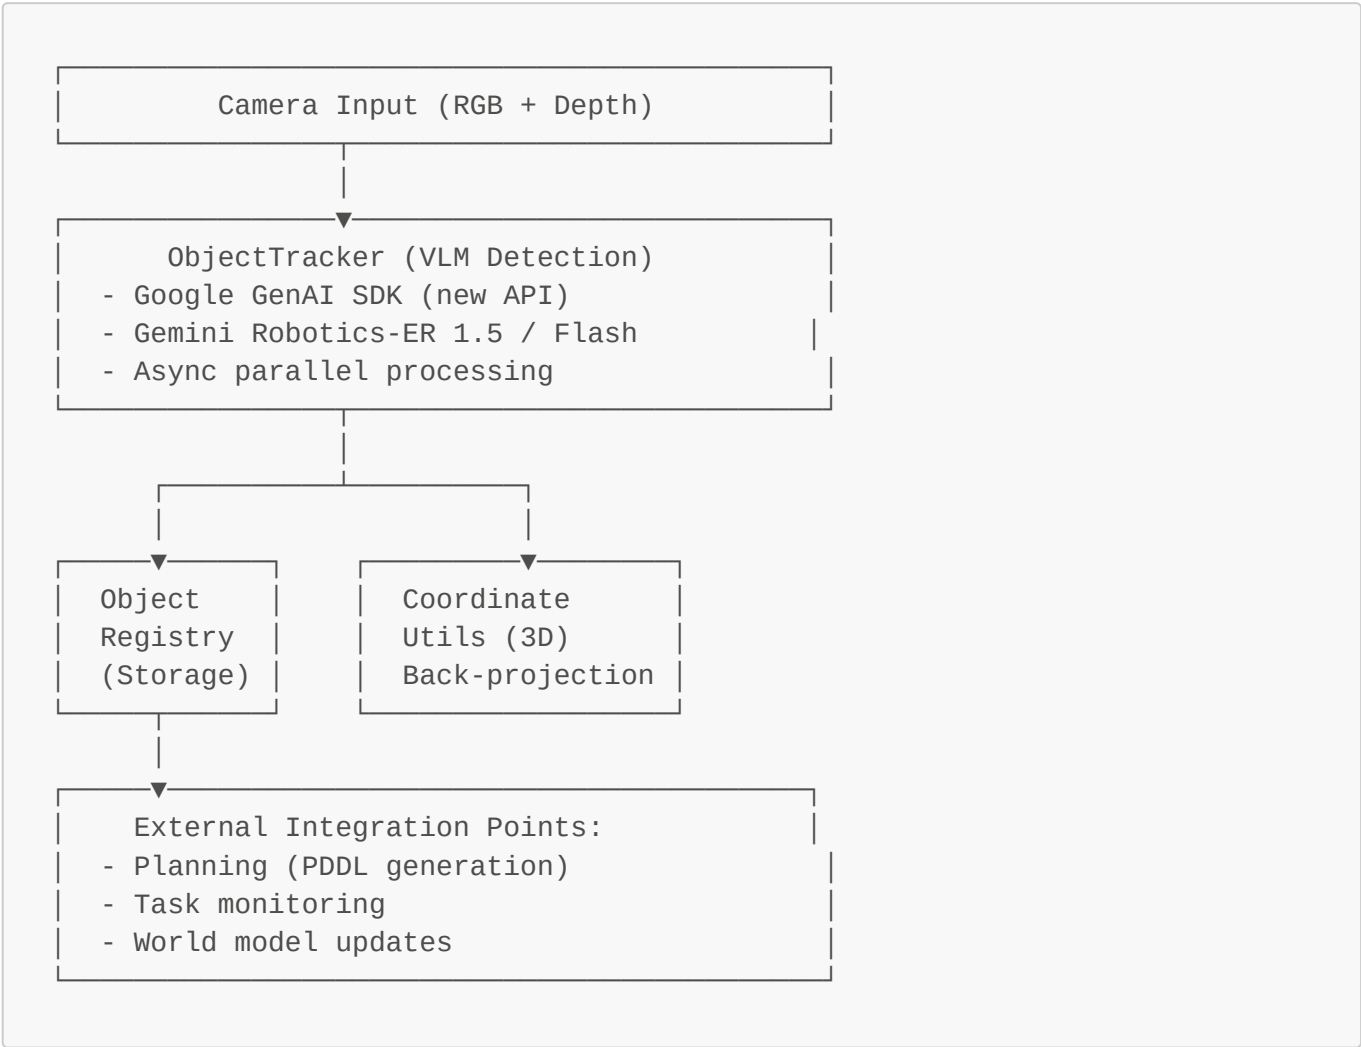 Camera Input (RGB + Depth)
ObjectTracker (VLM Detection)
- Google GenAI SDK (new API)
- Gemini Robotics-ER 1.5 / Flash
- Async parallel processing
Object
Registry
(Storage)
Coordinate
Utils (3D)
Back-projection
External Integration Points:
- Planning (PDDL generation)
- Task monitoring
- World model updates